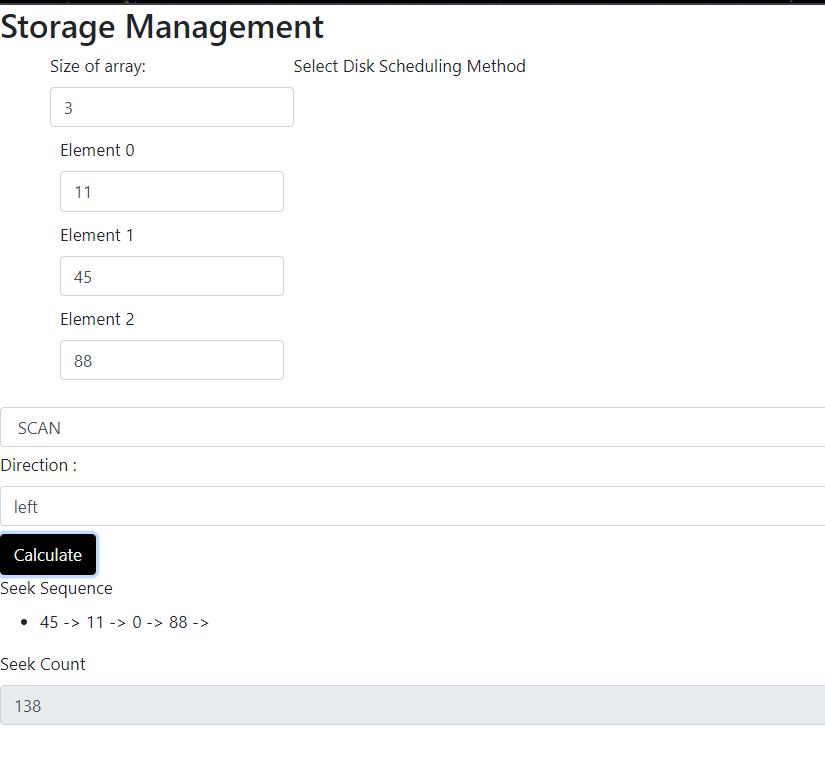 Storage Management
Size of array:
Select Disk Scheduling Method
3
Element 0
11
Element 1
45
Element 2
88
SCAN
Direction :
left
Calculate
Seek Sequence
• 45 -> 11 -> 0 -> 88 ->
Seek Count
138